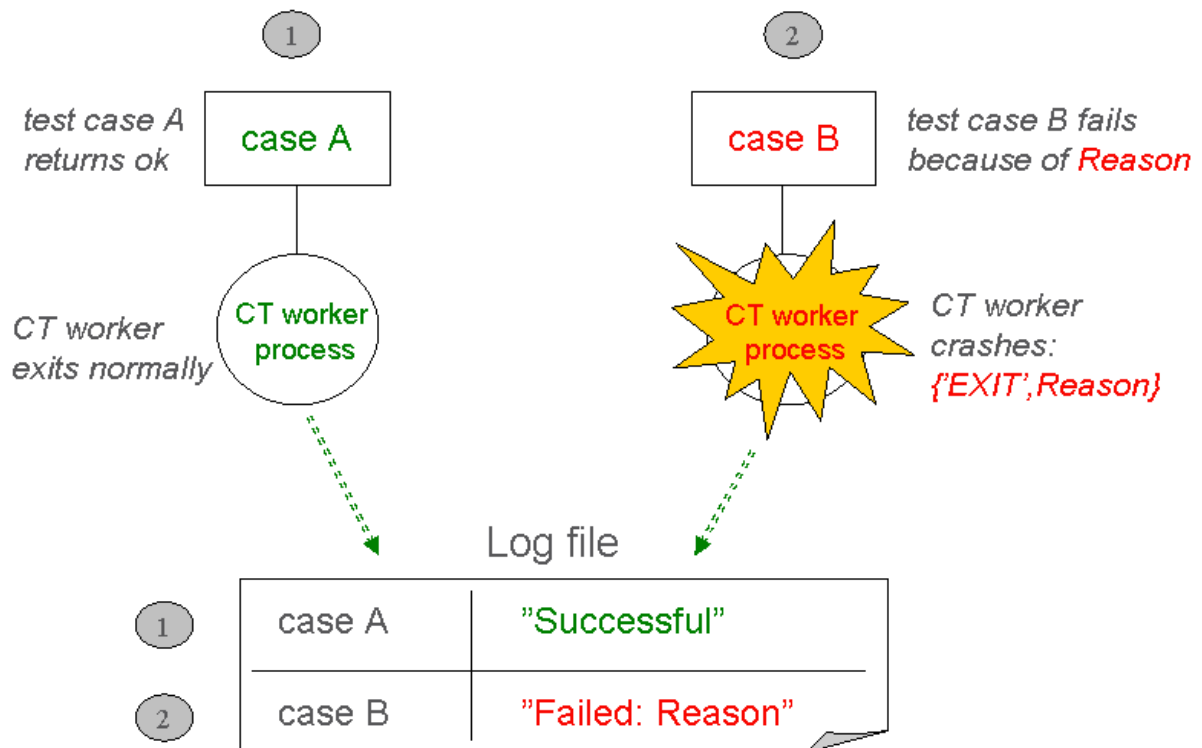 1
2
test case A
returns ok
case A
case B
test case B fails
because of Reason
CT worker
exits normally
CT worker
process
CT worker
process
CT worker
crashes:
{'EXIT',Reason}
Log file
1
case A
”Successful”
2
case B
”Failed: Reason”